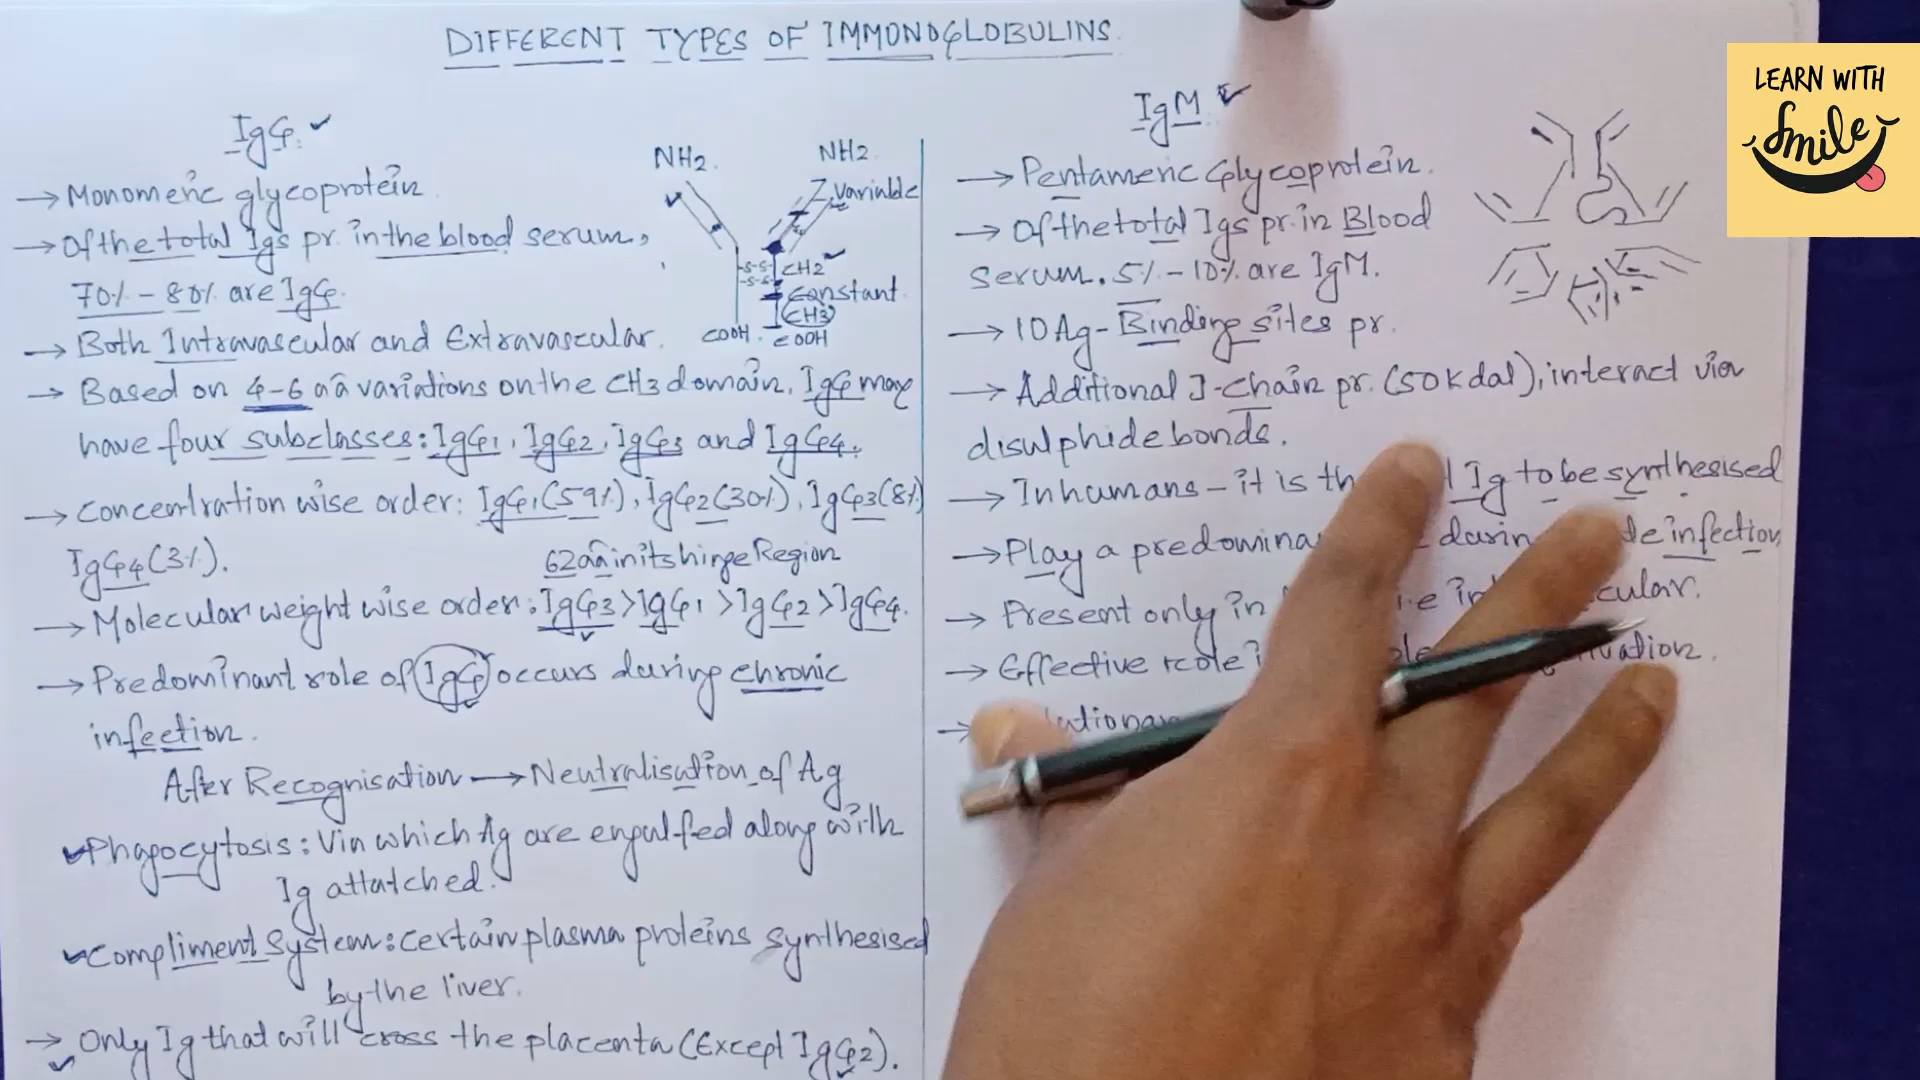 DIFFERENT TYPES OF IMMONOGLOBULINS.
IgG.
→ Monomeric glycoprotein
→ Of the total Igs pr. in the blood serum,
70% - 80% are IgG.
→ Both Intravascular and Extravascular.
→ Based on 4-6 aa variations on the CH3 domain, IgG may
have four subclasses: IgG1, IgG2, IgG3 and IgG4.
→ Concentration wise order: IgG1(59%), IgG2(30%), IgG3(8%)
IgG4(3%).
62aa in its hinge Region
→ Molecular weight wise order: IgG3 > IgG1 > IgG2 > IgG4.
→ Predominant role of IgG occurs during chronic
infection.
After Recognisation → Neutralisation of Ag
Phagocytosis: Via which Ag are engulfed along with
Ig attatched.
Compliment System: certain plasma proteins synthesised
by the liver.
→ Only Ig that will cross the placenta (Except IgG2).
NH2.
NH2.
variable
-S-S-
CH2
-S-S-
constant.
CH3
COOH.
COOH
IgM.
→ Pentameric Glycoprotein.
→ Of the total Igs pr. in Blood
serum. 5% - 10% are IgM.
→ 10 Ag-Binding sites pr.
→ Additional J-chain pr. (50kdal), interact via
disulphide bonds.
→ In humans - it is Ig to be synthesised
→ Play a infection
→ Present only in i.e
→ Effective role
→
LEARN WITH
Smile